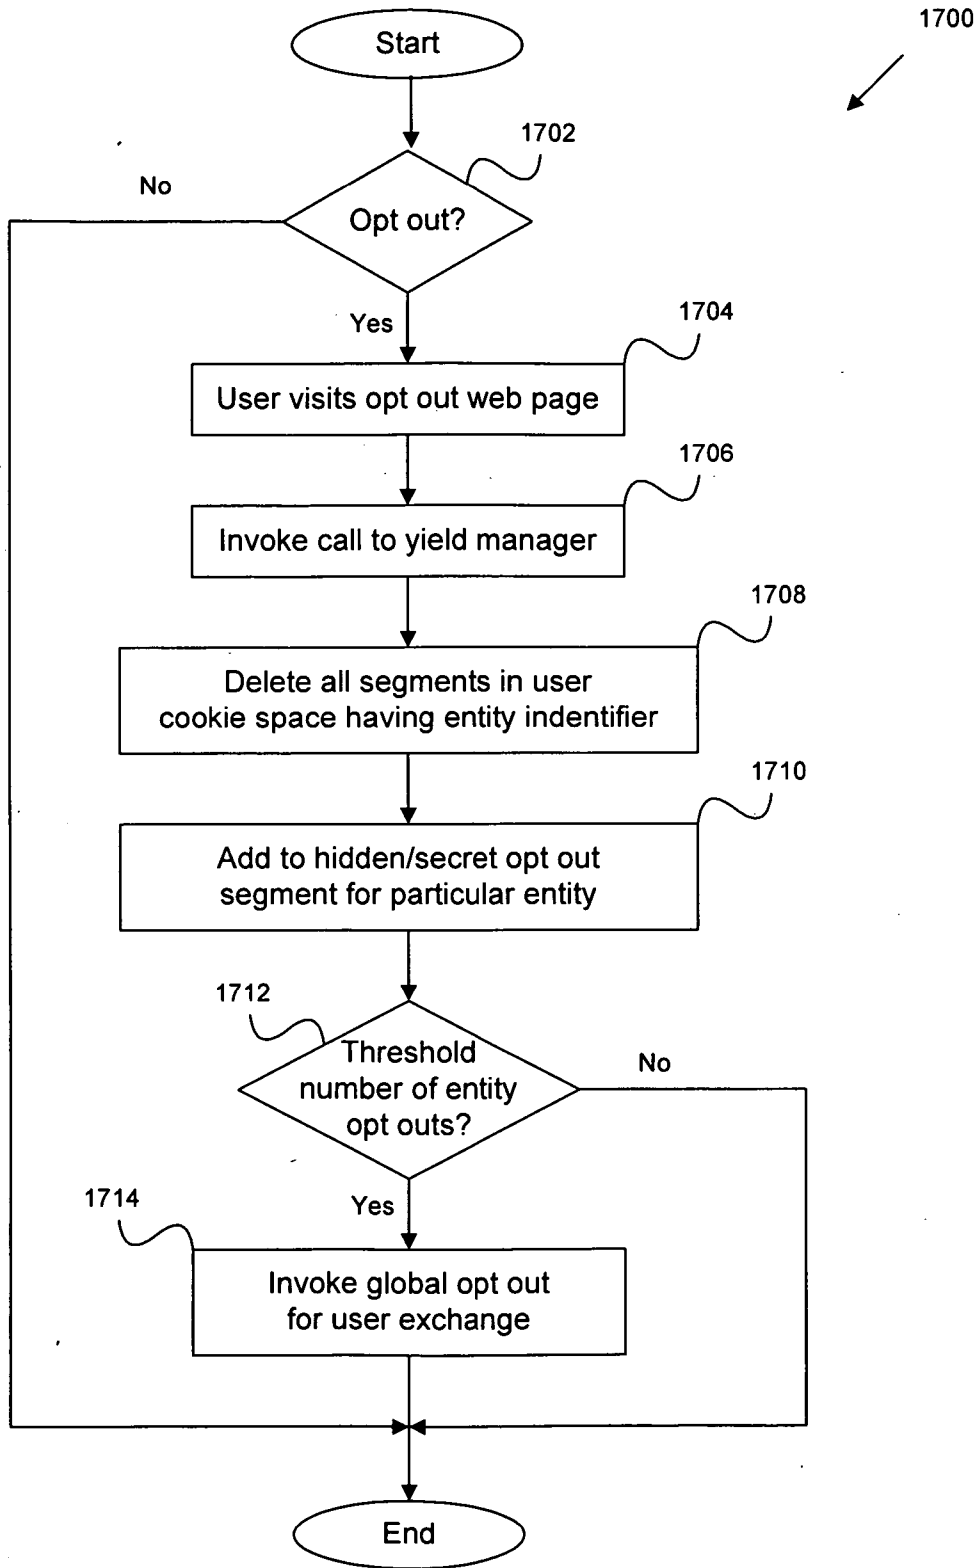 1700
Start
1702
No
Opt out?
Yes
1704
User visits opt out web page
1706
Invoke call to yield manager
1708
Delete all segments in user
cookie space having entity indentifier
1710
Add to hidden/secret opt out
segment for particular entity
1712
Threshold
number of entity
opt outs?
No
Yes
1714
Invoke global opt out
for user exchange
End